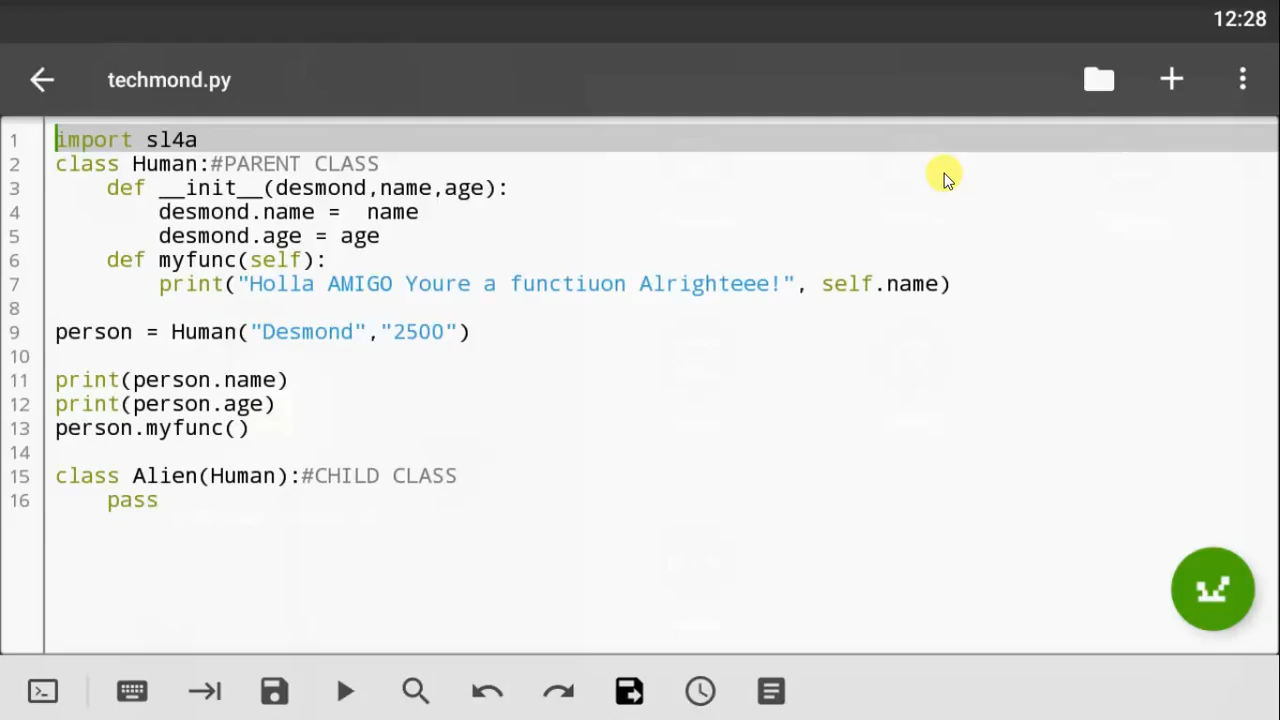 12:28
techmond.py
1 import sl4a
2 class Human:#PARENT CLASS
3     def __init__(desmond,name,age):
4         desmond.name =  name
5         desmond.age = age
6     def myfunc(self):
7         print("Holla AMIGO Youre a functiuon Alrighteee!", self.name)
8
9 person = Human("Desmond","2500")
10
11 print(person.name)
12 print(person.age)
13 person.myfunc()
14
15 class Alien(Human):#CHILD CLASS
16     pass